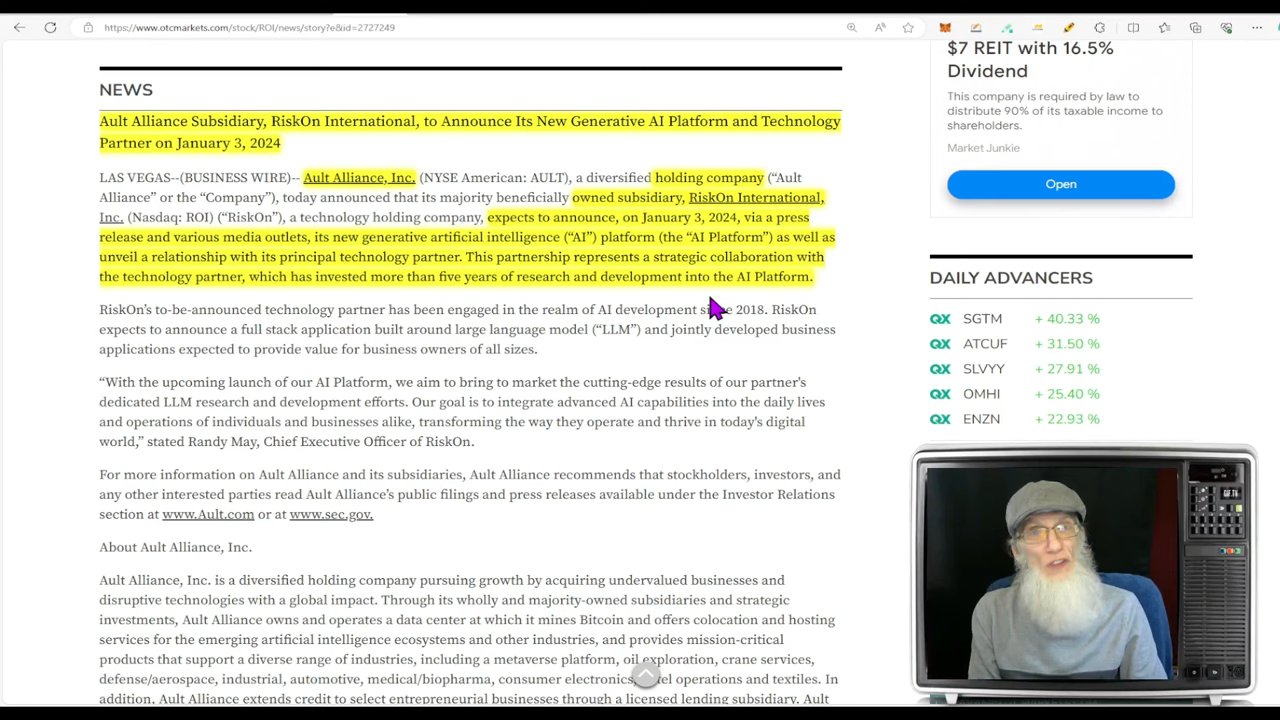 https://www.otcmarkets.com/stock/ROI/news/story?e&id=2727249
NEWS
Ault Alliance Subsidiary, RiskOn International, to Announce Its New Generative AI Platform and Technology
Partner on January 3, 2024
LAS VEGAS--(BUSINESS WIRE)-- Ault Alliance, Inc. (NYSE American: AULT), a diversified holding company (“Ault
Alliance” or the “Company”), today announced that its majority beneficially owned subsidiary, RiskOn International,
Inc. (Nasdaq: ROI) (“RiskOn”), a technology holding company, expects to announce, on January 3, 2024, via a press
release and various media outlets, its new generative artificial intelligence (“AI”) platform (the “AI Platform”) as well as
unveil a relationship with its principal technology partner. This partnership represents a strategic collaboration with
the technology partner, which has invested more than five years of research and development into the AI Platform.
RiskOn’s to-be-announced technology partner has been engaged in the realm of AI development since 2018. RiskOn
expects to announce a full stack application built around large language model (“LLM”) and jointly developed business
applications expected to provide value for business owners of all sizes.
“With the upcoming launch of our AI Platform, we aim to bring to market the cutting-edge results of our partner’s
dedicated LLM research and development efforts. Our goal is to integrate advanced AI capabilities into the daily lives
and operations of individuals and businesses alike, transforming the way they operate and thrive in today's digital
world,” stated Randy May, Chief Executive Officer of RiskOn.
For more information on Ault Alliance and its subsidiaries, Ault Alliance recommends that stockholders, investors, and
any other interested parties read Ault Alliance’s public filings and press releases available under the Investor Relations
section at www.Ault.com or at www.sec.gov.
About Ault Alliance, Inc.
Ault Alliance, Inc. is a diversified holding company pursuing growth by acquiring undervalued businesses and
disruptive technologies with a global impact. Through its wholly and majority-owned subsidiaries and strategic
investments, Ault Alliance owns and operates a data center at which it mines Bitcoin and offers colocation and hosting
services for the emerging artificial intelligence ecosystems and other industries, and provides mission-critical
products that support a diverse range of industries, including a metaverse platform, oil exploration, crane services,
defense/aerospace, industrial, automotive, medical/biopharma, consumer electronics, hotel operations and textiles. In
addition, Ault Alliance extends credit to select entrepreneurial businesses through a licensed lending subsidiary. Ault
$7 REIT with 16.5%
Dividend
This company is required by law to
distribute 90% of its taxable income to
shareholders.
Market Junkie
Open
DAILY ADVANCERS
QX SGTM + 40.33 %
QX ATCUF + 31.50 %
QX SLVYY + 27.91 %
QX OMHI + 25.40 %
QX ENZN + 22.93 %